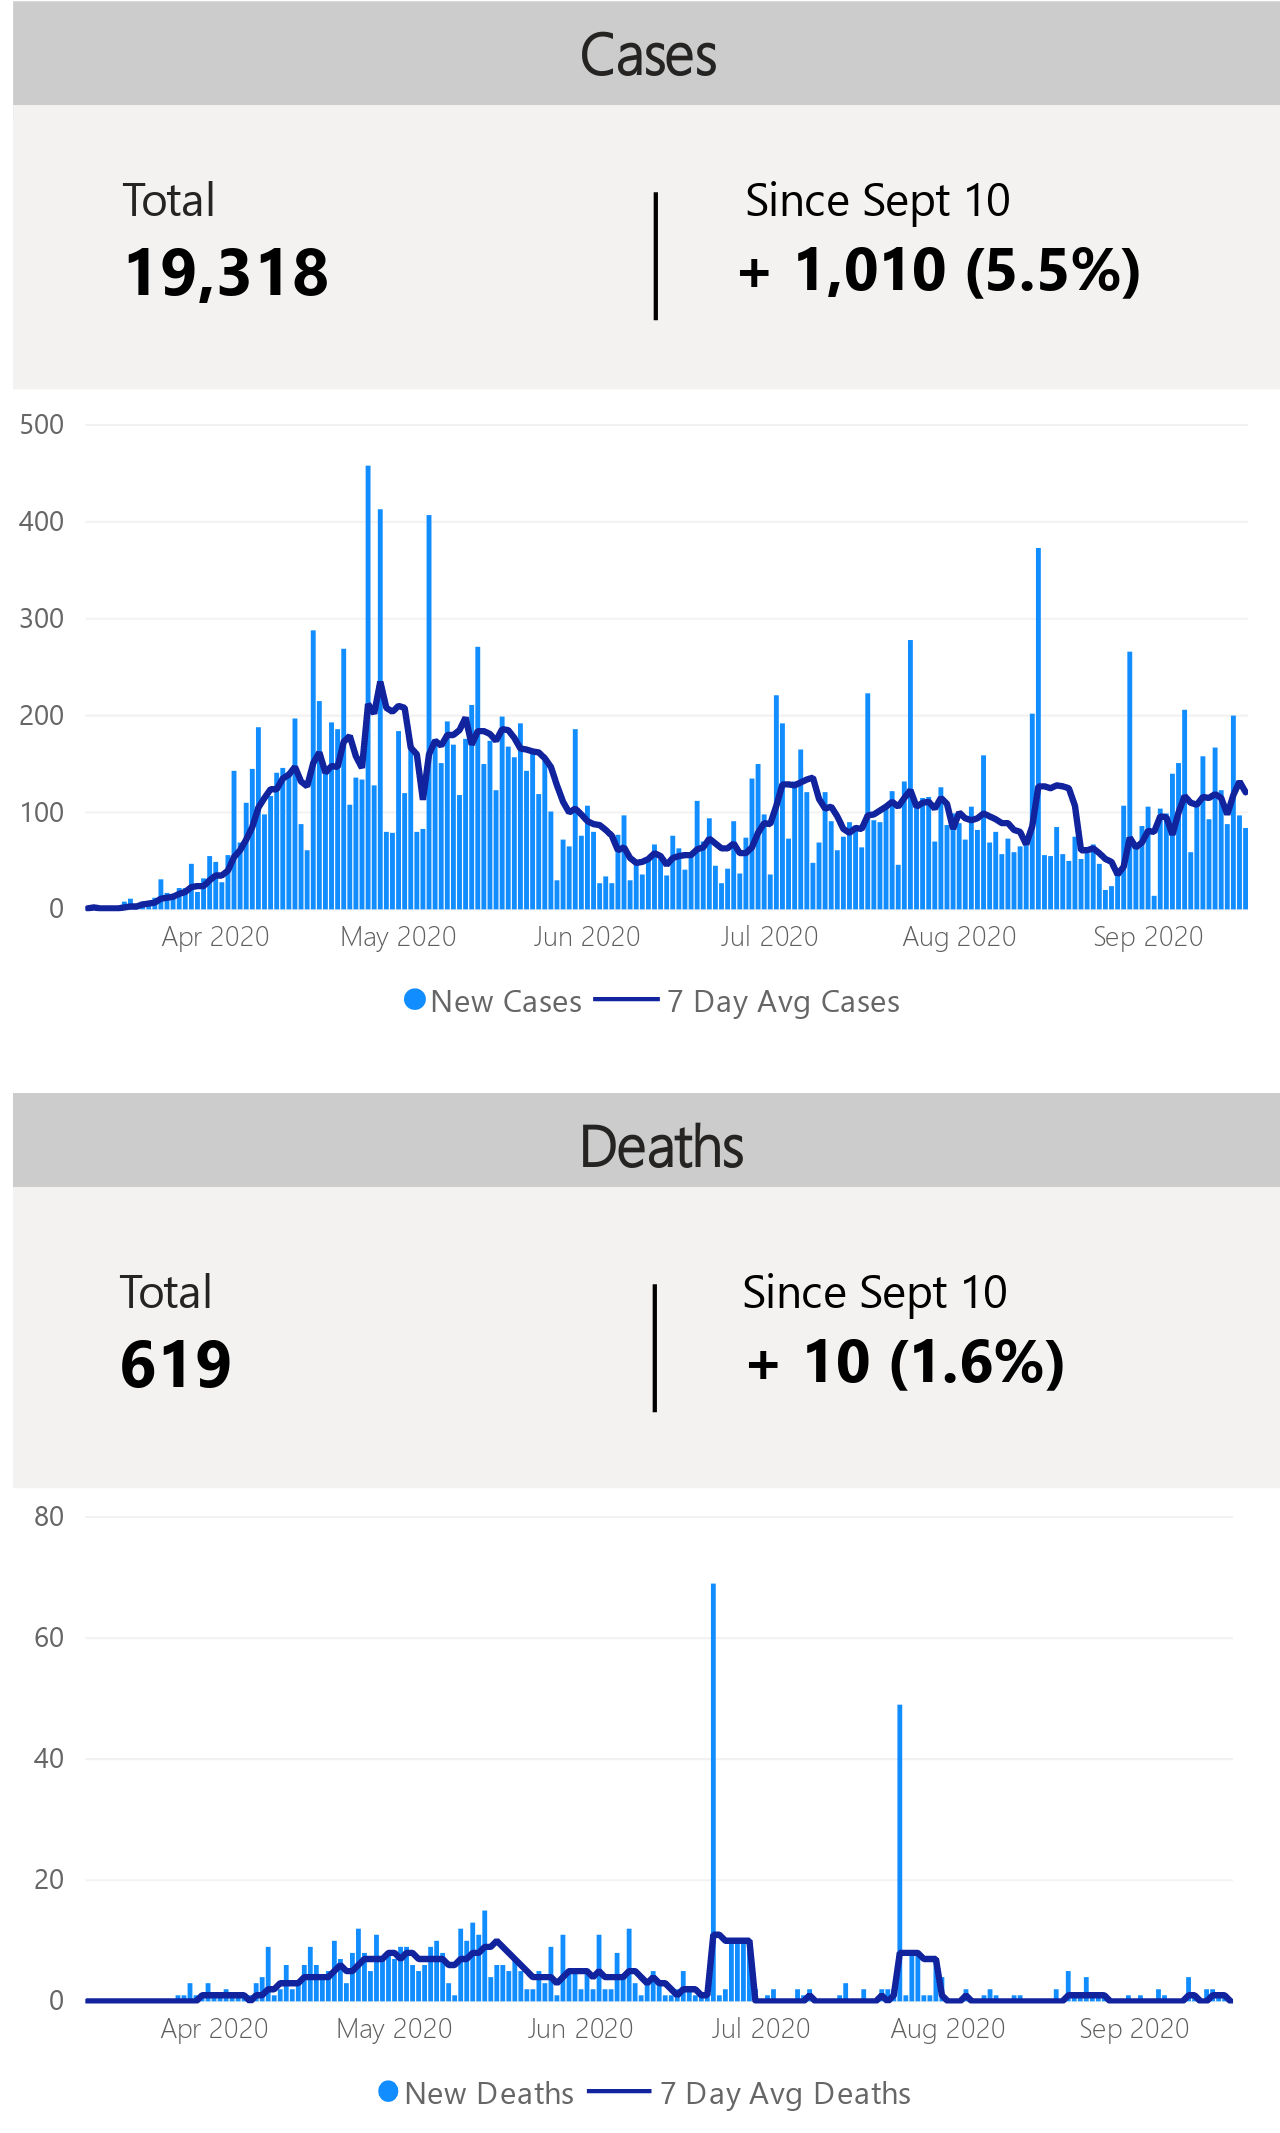 Cases
Total
Since Sept 10
19,318
+ 1,010 (5.5%)
500
400
300
200
100
0
Apr 2020
May 2020
Jun 2020
Jul 2020
Aug 2020
Sep 2020
New Cases
7 Day Avg Cases
Deaths
Total
Since Sept 10
619
+ 10 (1.6%)
80
60
40
20
0
Apr 2020
May 2020
Jun 2020
Jul 2020
Aug 2020
Sep 2020
New Deaths
7 Day Avg Deaths